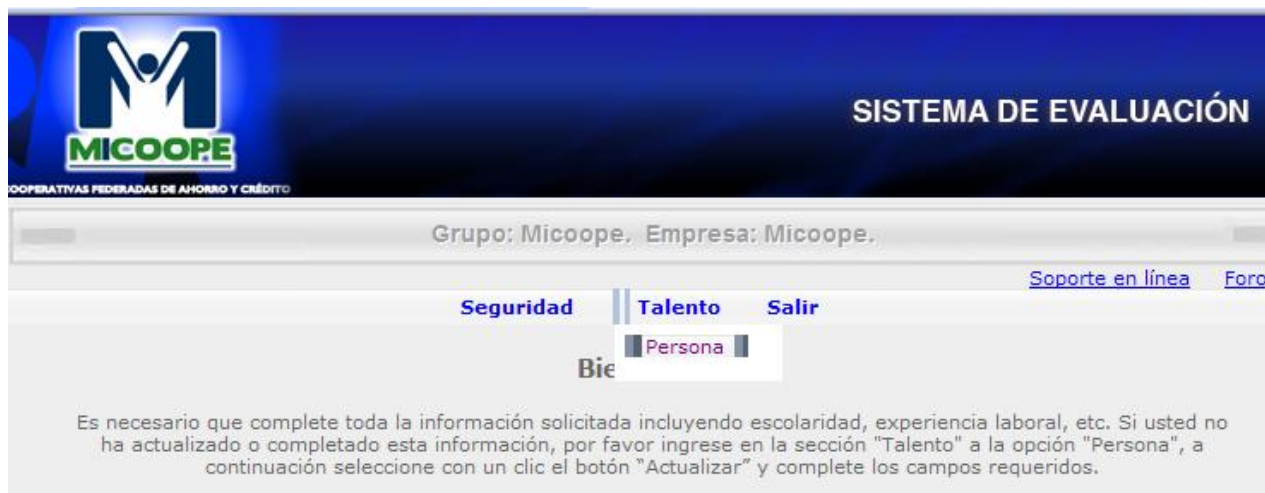 MICOOPE
COOPERATIVAS FEDERADAS DE AHORRO Y CRÉDITO
SISTEMA DE EVALUACIÓN
Grupo: Micoope. Empresa: Micoope.
Soporte en línea Foro
Seguridad Talento Salir
Persona
Bie
Es necesario que complete toda la información solicitada incluyendo escolaridad, experiencia laboral, etc. Si usted no
ha actualizado o completado esta información, por favor ingrese en la sección "Talento" a la opción "Persona", a
continuación seleccione con un clic el botón “Actualizar” y complete los campos requeridos.